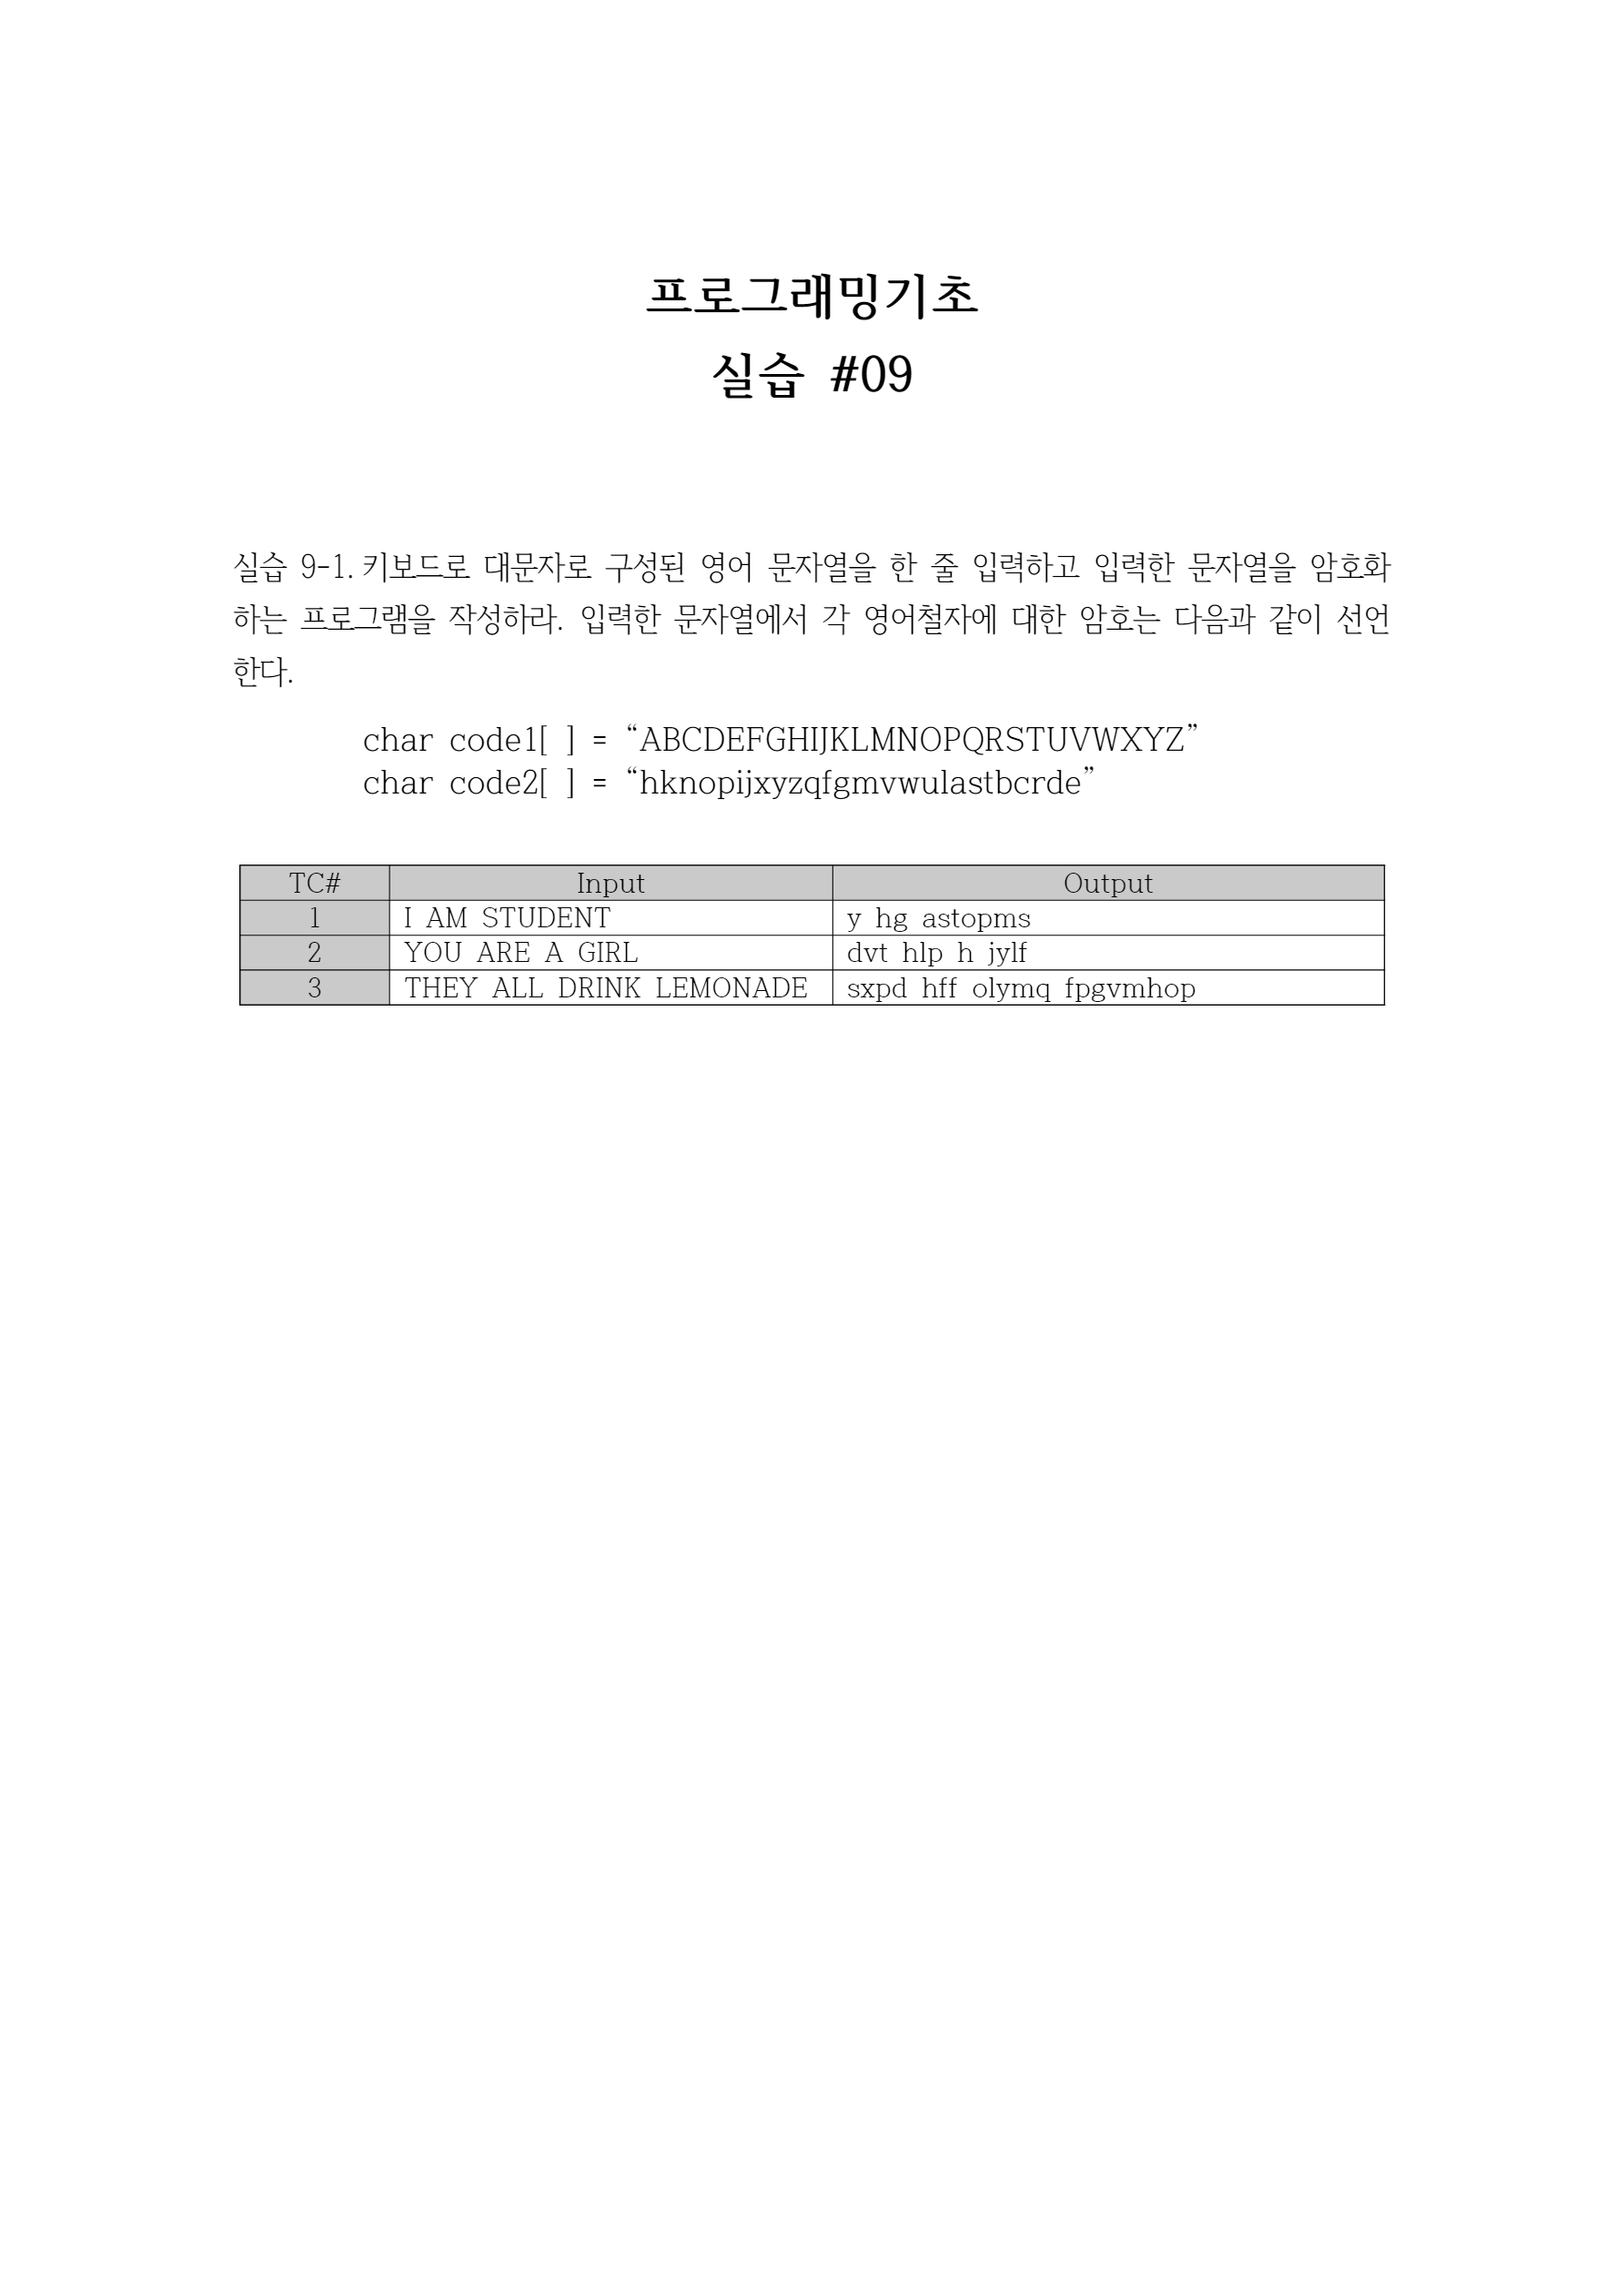 프로그래밍기초
실습 #09
실습 9-1. 키보드로 대문자로 구성된 영어 문자열을 한 줄 입력하고 입력한 문자열을 암호화
하는 프로그램을 작성하라. 입력한 문자열에서 각 영어철자에 대한 암호는 다음과 같이 선언
한다.
char code1[ ] = “ABCDEFGHIJKLMNOPQRSTUVWXYZ”
char code2[ ] = “hknopijxyzqfgmvwulastbcrde”
TC# Input Output
1 I AM STUDENT y hg astopms
2 YOU ARE A GIRL dvt hlp h jylf
3 THEY ALL DRINK LEMONADE sxpd hff olymq fpgvmhop